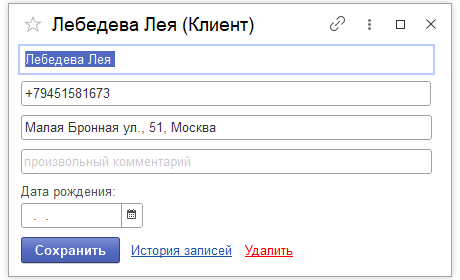 Лебедева Лея (Клиент)
Лебедева Лея
+79451581673
Малая Бронная ул., 51, Москва
произвольный комментарий
Дата рождения:
. .
Сохранить История записей Удалить